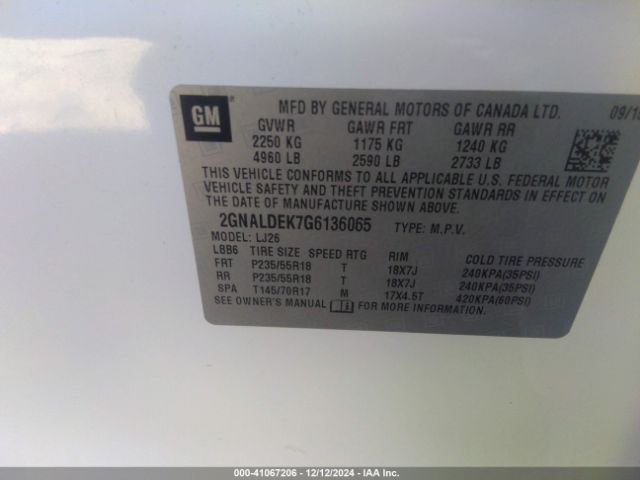 GM
MFD BY GENERAL MOTORS OF CANADA LTD. 09/15
GVWR GAWR FRT GAWR RR
2250 KG 1175 KG 1240 KG
4960 LB 2590 LB 2733 LB
THIS VEHICLE CONFORMS TO ALL APPLICABLE U.S. FEDERAL MOTOR
VEHICLE SAFETY AND THEFT PREVENTION STANDARDS IN EFFECT ON
THE DATE OF MANUFACTURE SHOWN ABOVE.
2GNALDEK7G6136065 TYPE: M.P.V.
MODEL: LJ26
LBB6 TIRE SIZE SPEED RTG RIM COLD TIRE PRESSURE
FRT P235/55R18 T 18X7J 240KPA(35PSI)
RR P235/55R18 T 18X7J 240KPA(35PSI)
SPA T145/70R17 M 17X4.5T 420KPA(60PSI)
SEE OWNER'S MANUAL FOR MORE INFORMATION.
0-41067206 - 12/12/2024 - IAA Inc.